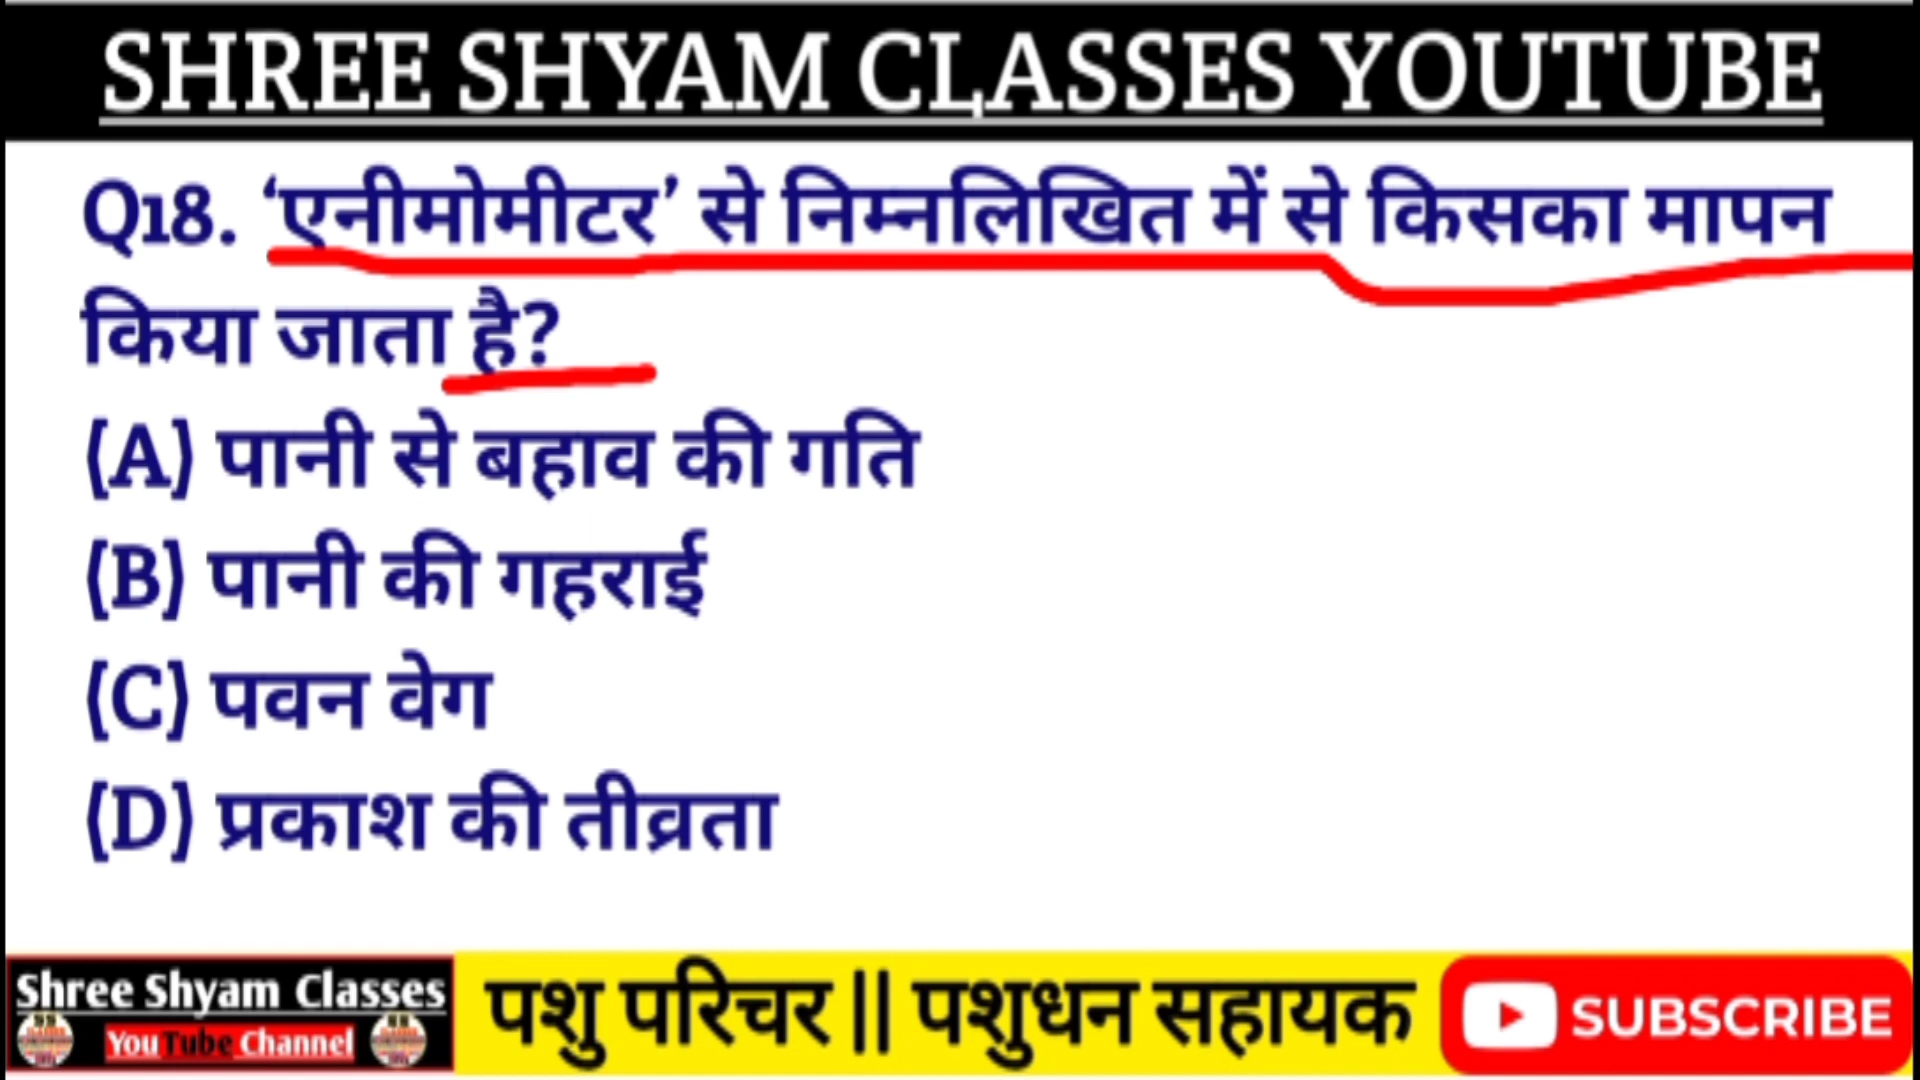 SHREE SHYAM CLASSES YOUTUBE
Q18. ‘एनीमोमीटर’ से निम्नलिखित में से किसका मापन
किया जाता है?
(A) पानी से बहाव की गति
(B) पानी की गहराई
(C) पवन वेग
(D) प्रकाश की तीव्रता
Shree Shyam Classes
YouTube Channel
पशु परिचर || पशुधन सहायक
SUBSCRIBE